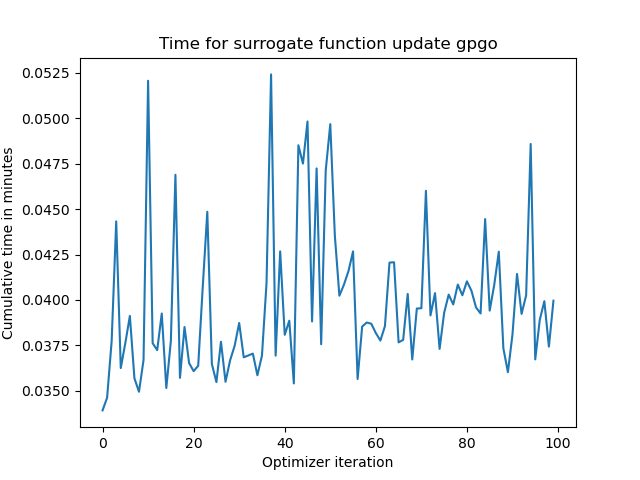 Time for surrogate function update gpgo
Cumulative time in minutes
0.0525
0.0500
0.0475
0.0450
0.0425
0.0400
0.0375
0.0350
0 20 40 60 80 100
Optimizer iteration